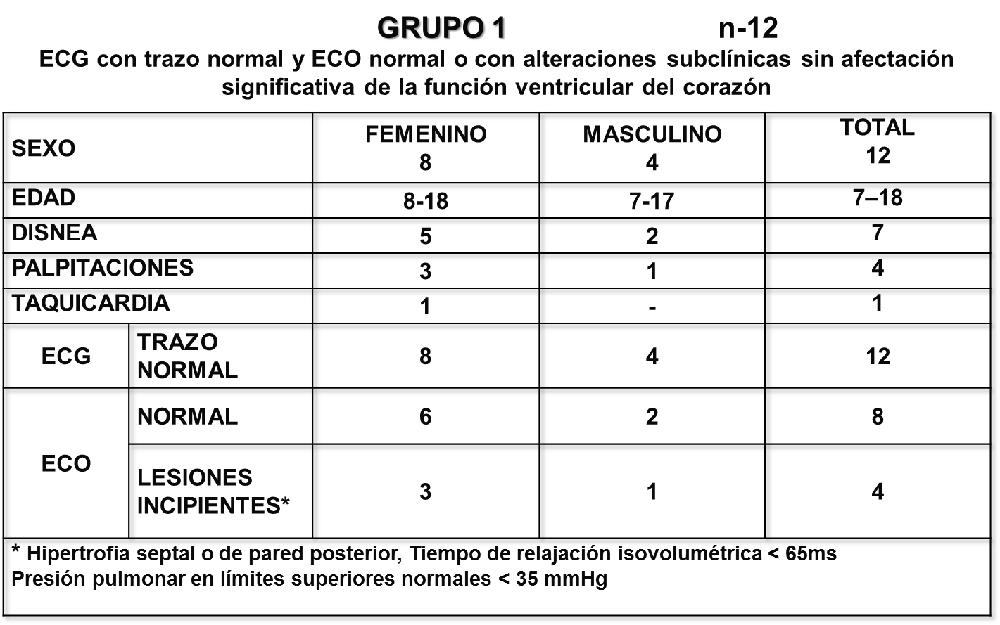 GRUPO 1 n-12
ECG con trazo normal y ECO normal o con alteraciones subclínicas sin afectación
significativa de la función ventricular del corazón
SEXO
FEMENINO
8
MASCULINO
4
TOTAL
12
EDAD 8-18 7-17 7–18
DISNEA 5 2 7
PALPITACIONES 3 1 4
TAQUICARDIA 1 - 1
ECG
TRAZO
NORMAL
8 4 12
ECO
NORMAL 6 2 8
LESIONES
INCIPIENTES*
3 1 4
* Hipertrofia septal o de pared posterior, Tiempo de relajación isovolumétrica < 65ms
Presión pulmonar en límites superiores normales < 35 mmHg